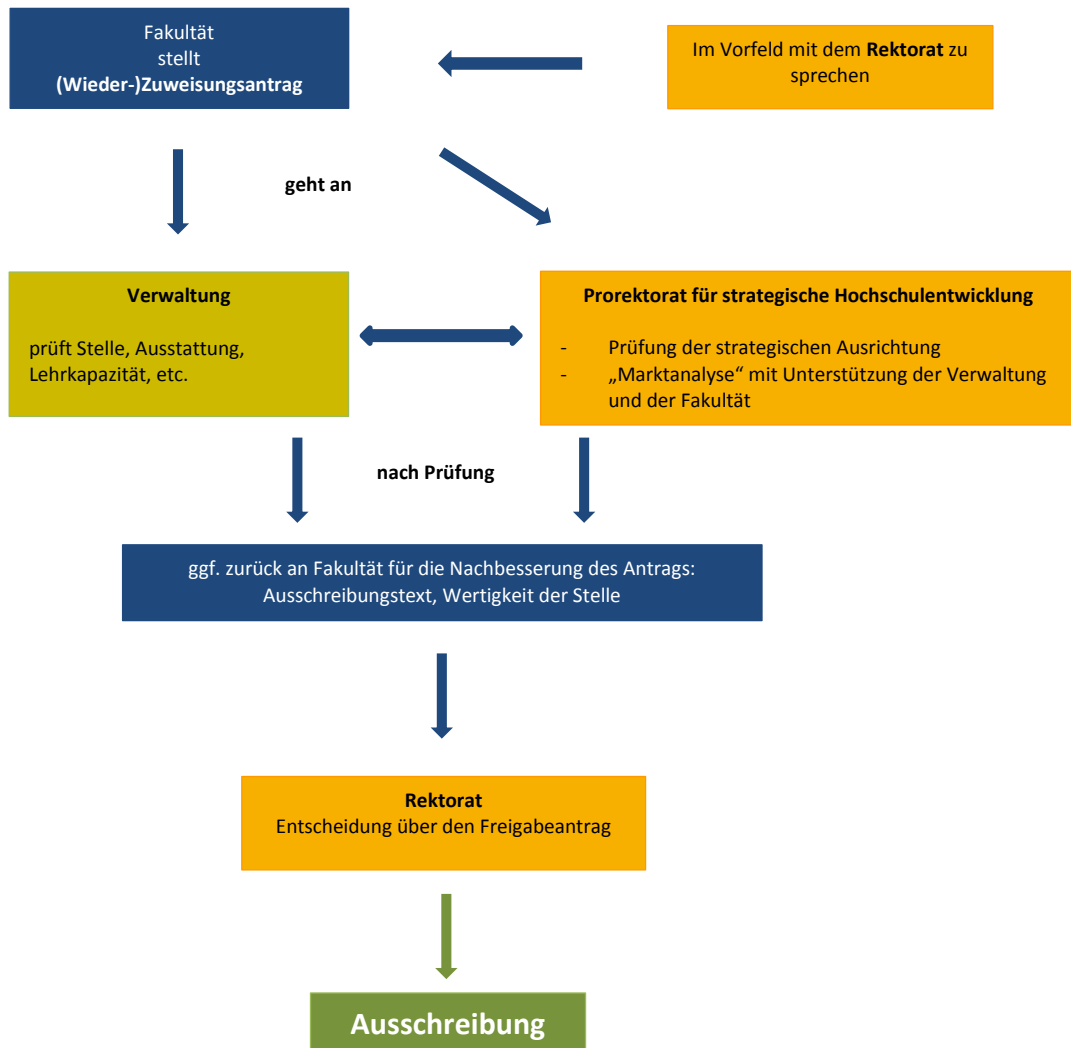 Fakultät
stellt
(Wieder-)Zuweisungsantrag
Im Vorfeld mit dem Rektorat zu
sprechen
geht an
Verwaltung
prüft Stelle, Ausstattung,
Lehrkapazität, etc.
Prorektorat für strategische Hochschulentwicklung
- Prüfung der strategischen Ausrichtung
- „Marktanalyse“ mit Unterstützung der Verwaltung
und der Fakultät
nach Prüfung
ggf. zurück an Fakultät für die Nachbesserung des Antrags:
Ausschreibungstext, Wertigkeit der Stelle
Rektorat
Entscheidung über den Freigabeantrag
Ausschreibung